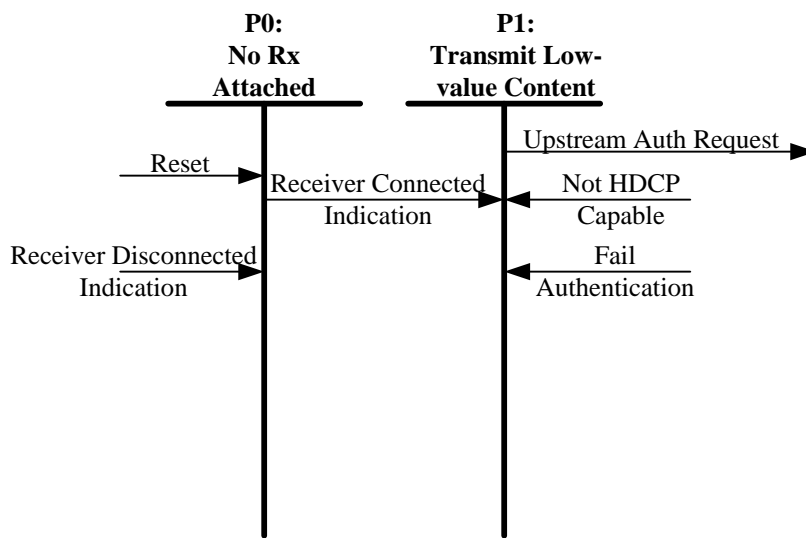 P0:
No Rx
Attached
P1:
Transmit Low-
value Content
Upstream Auth Request
Reset
Receiver Connected
Indication
Not HDCP
Capable
Receiver Disconnected
Indication
Fail
Authentication